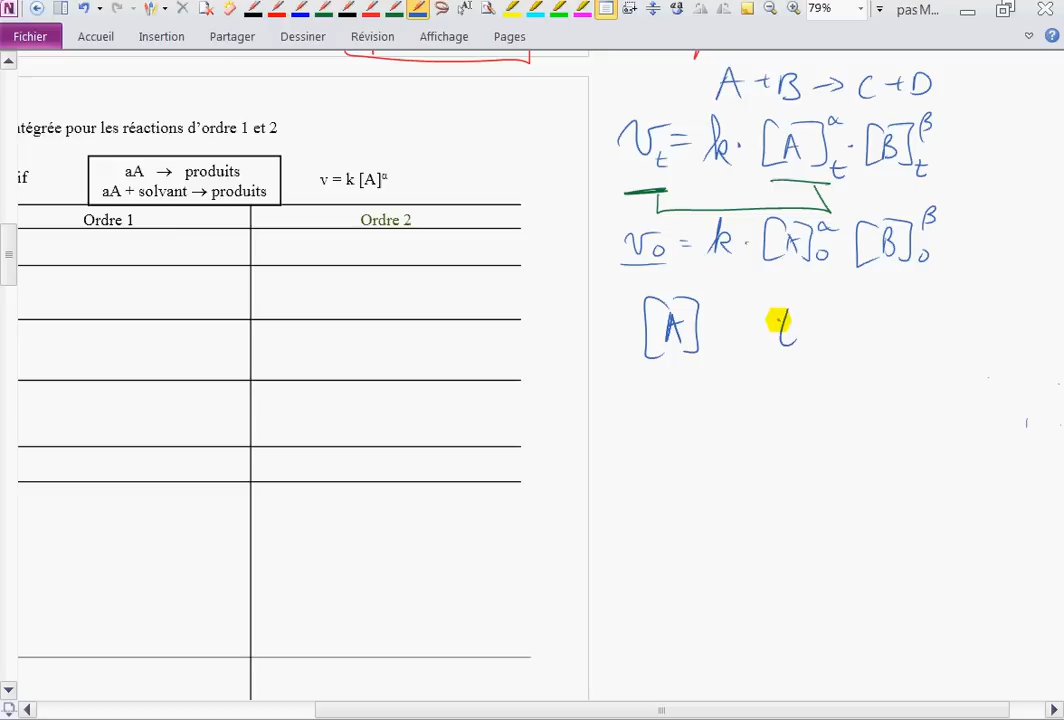 79% pas M...
Fichier Accueil Insertion Partager Dessiner Révision Affichage Pages
A + B → C + D
ntégrée pour les réactions d'ordre 1 et 2
v_t = k · [A]_t^α · [B]_t^β
if
aA → produits
aA + solvant → produits
v = k [A]^α
Ordre 1 Ordre 2
v_0 = k · [A]_0^α [B]_0^β
[A]